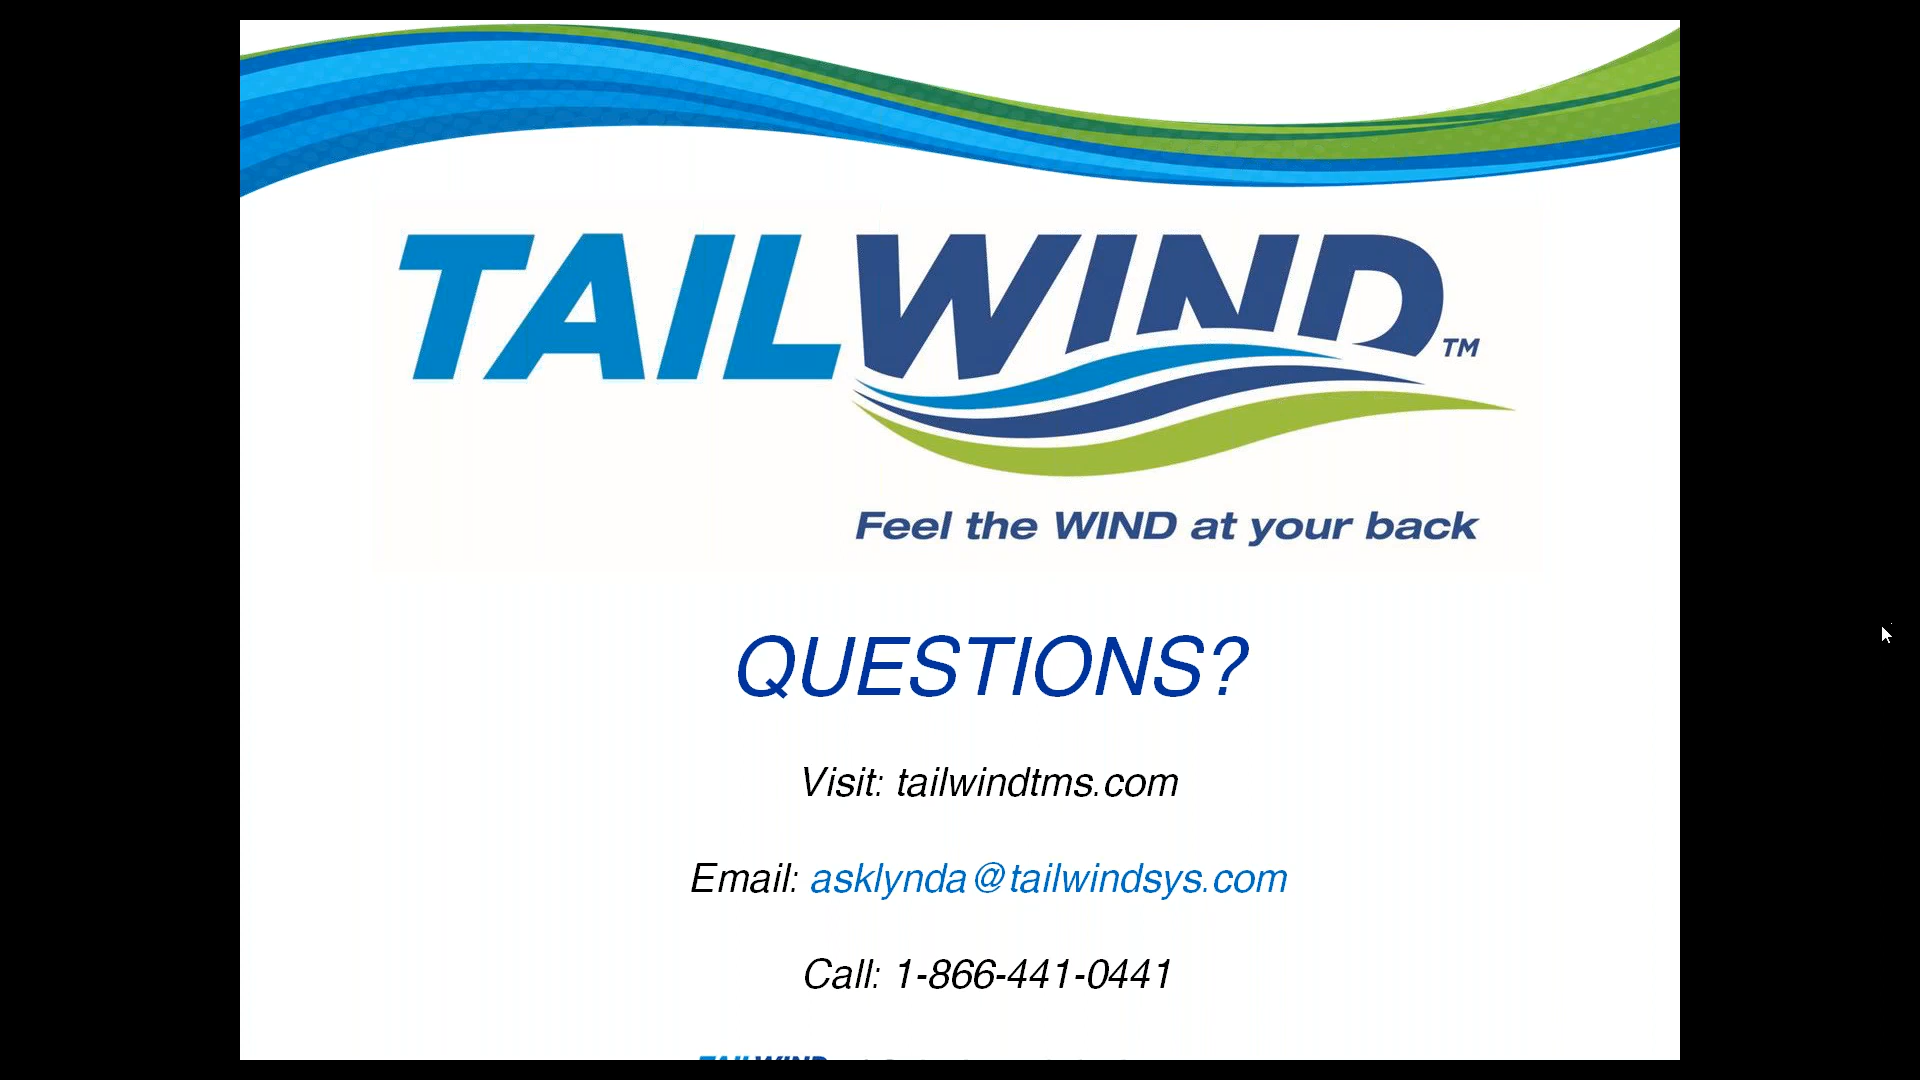 TAILWIND™
Feel the WIND at your back
QUESTIONS?
Visit: tailwindtms.com
Email: asklynda@tailwindsys.com
Call: 1-866-441-0441